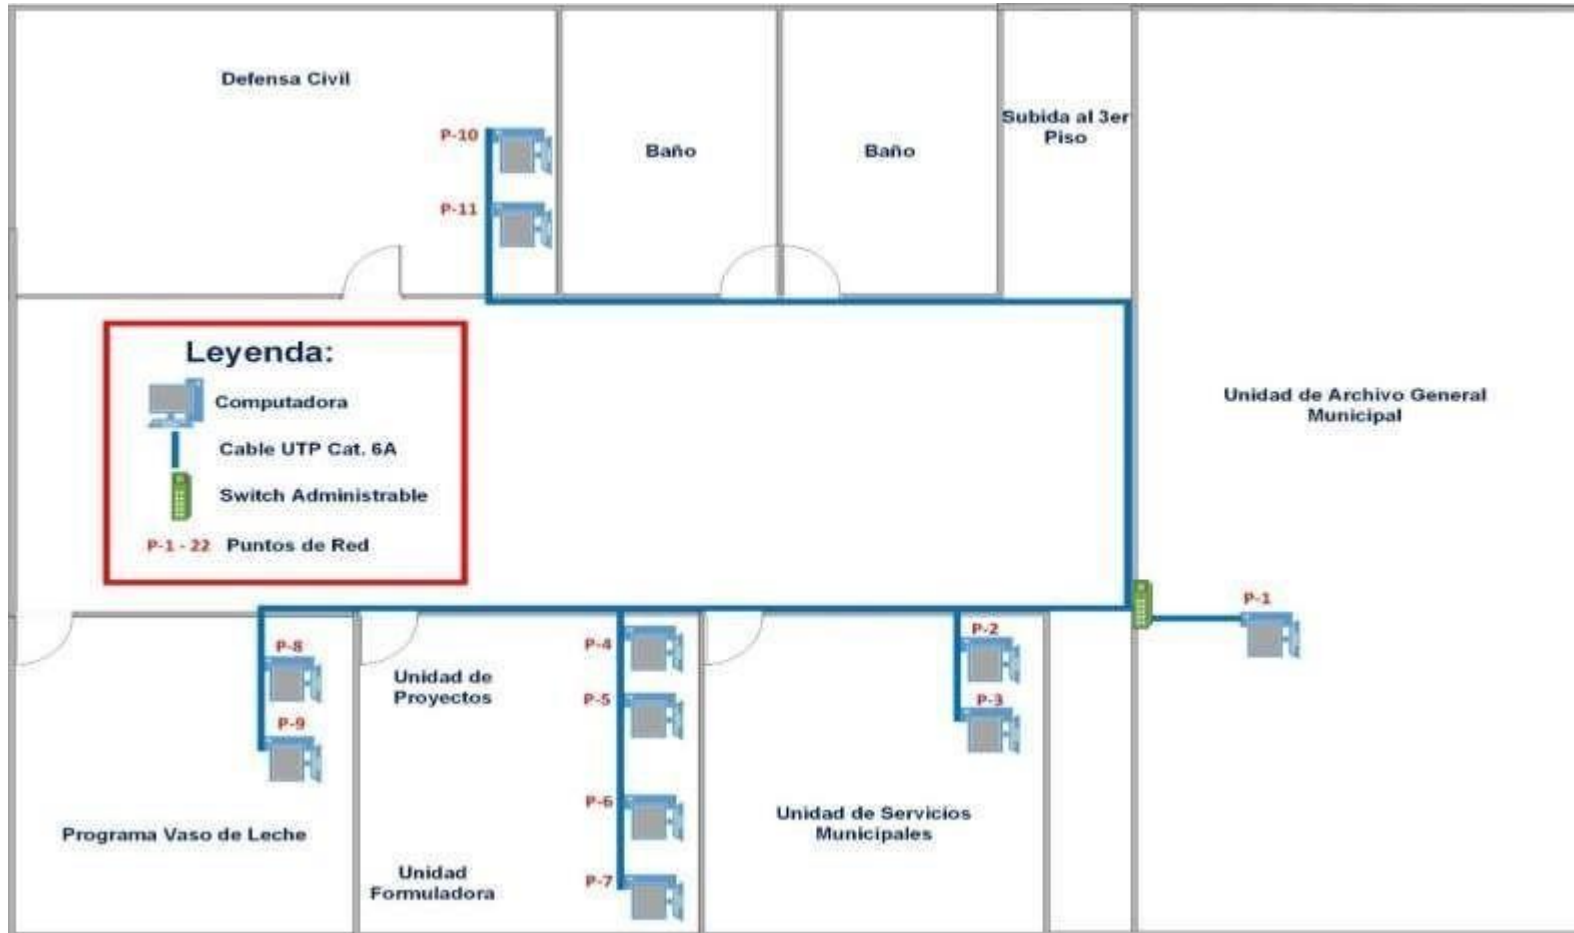 Defensa Civil
P-10
P-11
Baño
Baño
Subida al 3er
Piso
Leyenda:
Computadora
Cable UTP Cat. 6A
Switch Administrable
P-1 - 22 Puntos de Red
Unidad de Archivo General
Municipal
P-1
P-8
P-9
Programa Vaso de Leche
Unidad de
Proyectos
P-4
P-5
P-6
P-7
Unidad
Formuladora
P-2
P-3
Unidad de Servicios
Municipales